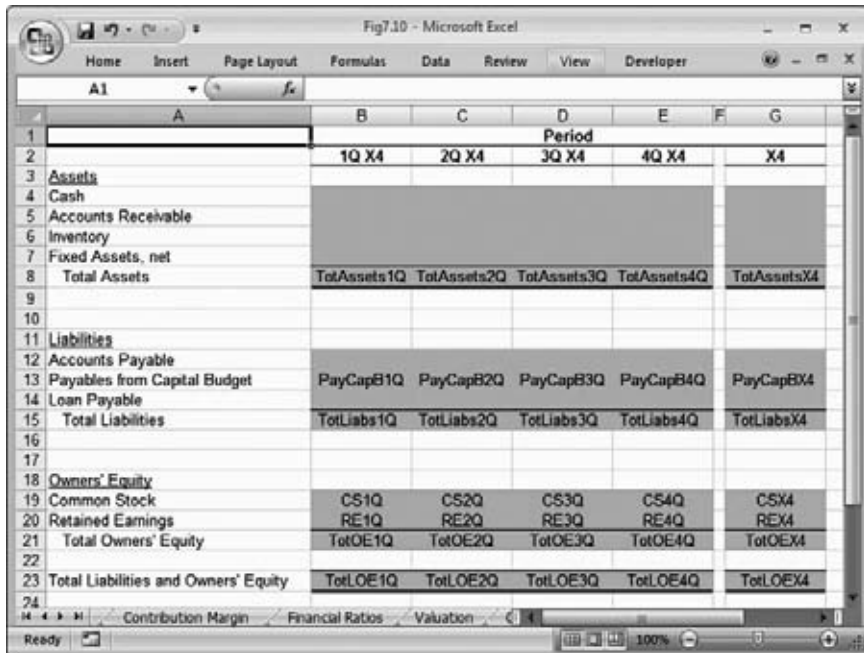 Fig7.10 - Microsoft Excel
Home Insert Page Layout Formulas Data Review View Developer
A1 fx
A B C D E F G
1 Period
2 1Q X4 2Q X4 3Q X4 4Q X4 X4
3 Assets
4 Cash
5 Accounts Receivable
6 Inventory
7 Fixed Assets, net
8 Total Assets TotAssets1Q TotAssets2Q TotAssets3Q TotAssets4Q TotAssetsX4
9
10
11 Liabilities
12 Accounts Payable
13 Payables from Capital Budget PayCapB1Q PayCapB2Q PayCapB3Q PayCapB4Q PayCapBX4
14 Loan Payable
15 Total Liabilities TotLiabs1Q TotLiabs2Q TotLiabs3Q TotLiabs4Q TotLiabsX4
16
17
18 Owners' Equity
19 Common Stock CS1Q CS2Q CS3Q CS4Q CSX4
20 Retained Earnings RE1Q RE2Q RE3Q RE4Q REX4
21 Total Owners' Equity TotOE1Q TotOE2Q TotOE3Q TotOE4Q TotOEX4
22
23 Total Liabilities and Owners' Equity TotLOE1Q TotLOE2Q TotLOE3Q TotLOE4Q TotLOEX4
24
Contribution Margin Financial Ratios Valuation
Ready 100%